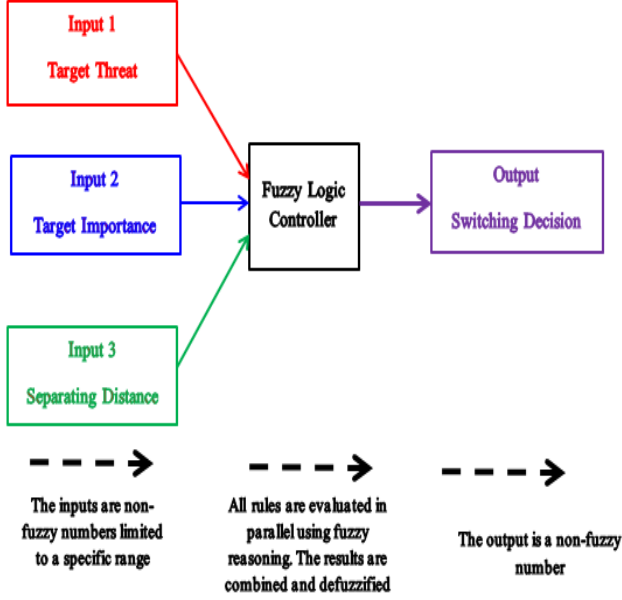 Input 1
Target Threat
Input 2
Target Importance
Input 3
Separating Distance
Fuzzy Logic
Controller
Output
Switching Decision
The inputs are non-
fuzzy numbers limited
to a specific range
All rules are evaluated in
parallel using fuzzy
reasoning. The results are
combined and defuzzified
The output is a non-fuzzy
number